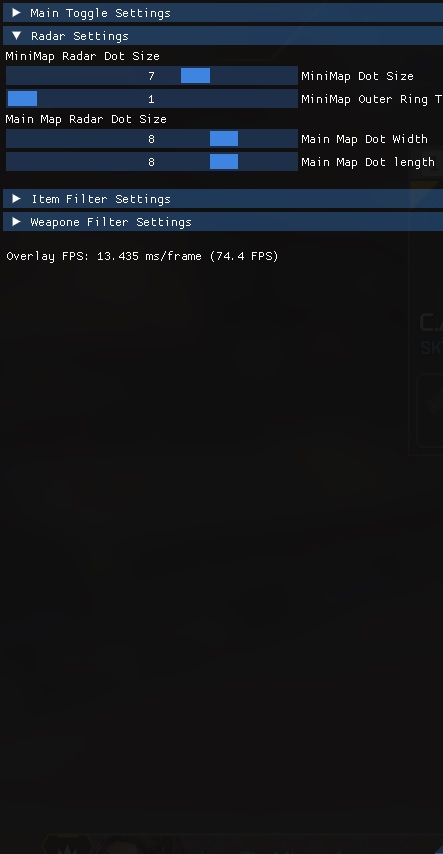 Main Toggle Settings
Radar Settings
MiniMap Radar Dot Size
7 MiniMap Dot Size
1 MiniMap Outer Ring T
Main Map Radar Dot Size
8 Main Map Dot Width
8 Main Map Dot length
Item Filter Settings
Weapone Filter Settings
Overlay FPS: 13.435 ms/frame (74.4 FPS)